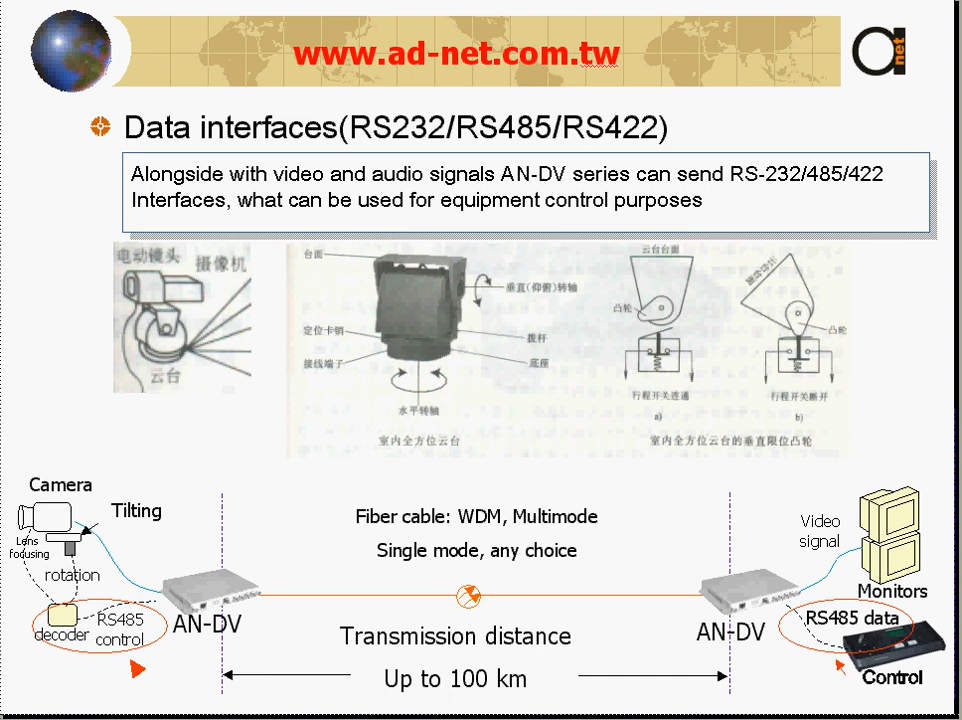 www.ad-net.com.tw
a net
Data interfaces(RS232/RS485/RS422)
Alongside with video and audio signals AN-DV series can send RS-232/485/422
Interfaces, what can be used for equipment control purposes
电动镜头
摄像机
云台
台面
垂直(仰俯)转轴
定位卡销
拨杆
接线端子
底座
水平转轴
室内全方位云台
云台台面
凸轮
凸轮
行程开关连通
行程开关断开
a)
b)
室内全方位云台的垂直限位凸轮
Camera
Tilting
Lens
focusing
rotation
decoder
RS485
control
AN-DV
Fiber cable: WDM, Multimode
Single mode, any choice
Transmission distance
Up to 100 km
AN-DV
Video
signal
Monitors
RS485 data
Control